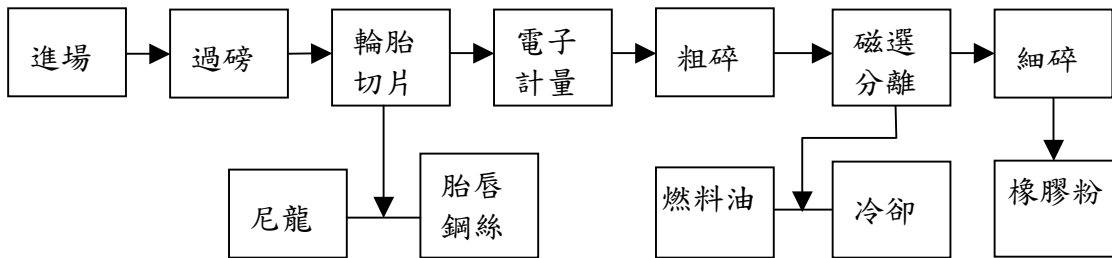 進場
過磅
輪胎
切片
電子
計量
粗碎
磁選
分離
細碎
尼龍
胎唇
鋼絲
燃料油
冷卻
橡膠粉